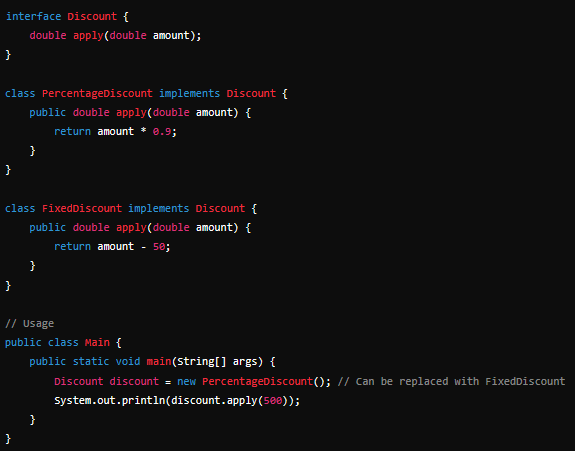 interface Discount {
    double apply(double amount);
}

class PercentageDiscount implements Discount {
    public double apply(double amount) {
        return amount * 0.9;
    }
}

class FixedDiscount implements Discount {
    public double apply(double amount) {
        return amount - 50;
    }
}

// Usage
public class Main {
    public static void main(String[] args) {
        Discount discount = new PercentageDiscount(); // Can be replaced with FixedDiscount
        System.out.println(discount.apply(500));
    }
}